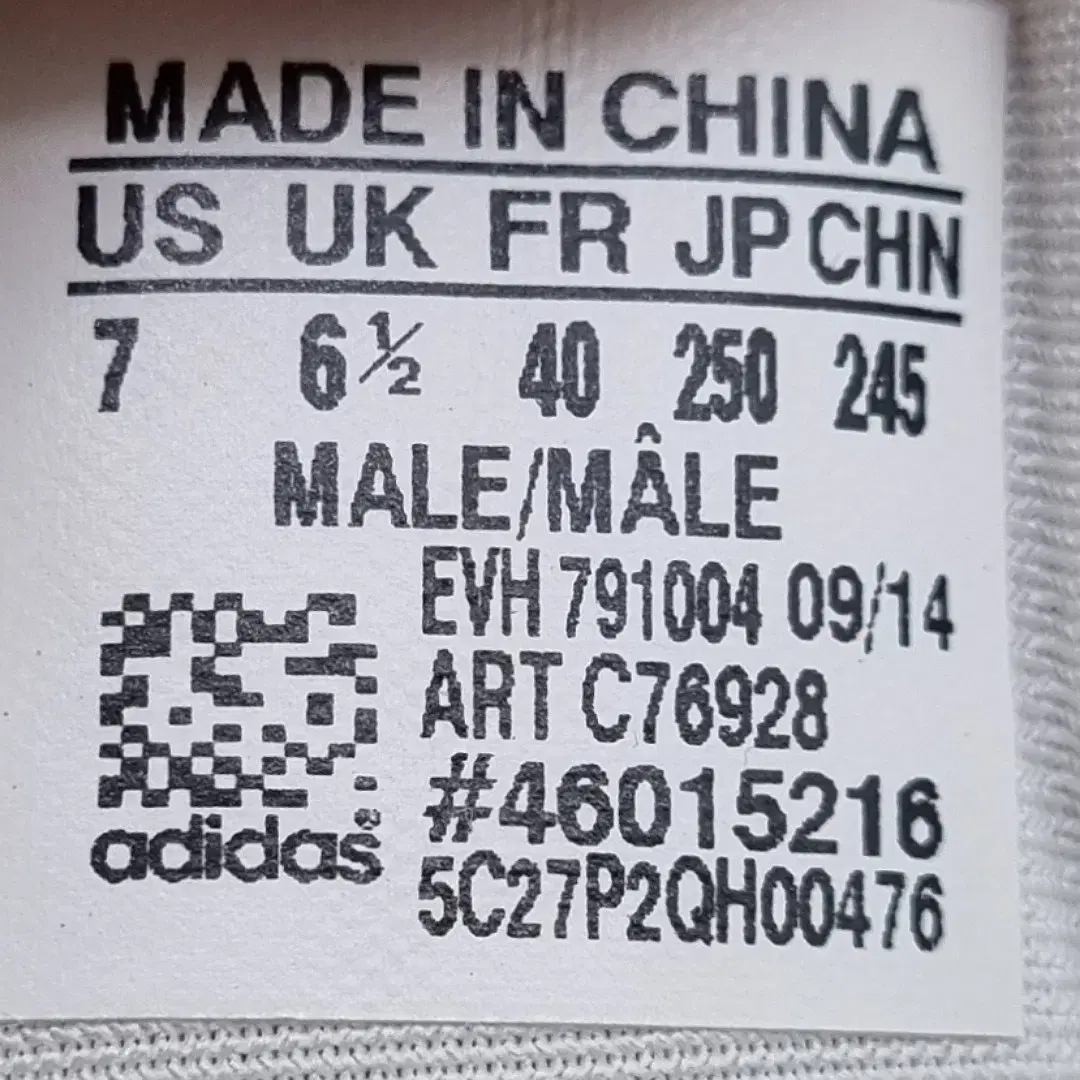 MADE IN CHINA
US UK FR JP CHN
7 6½ 40 250 245
MALE/MÂLE
EVH 791004 09/14
ART C76928
#46015216
adidas®
5C27P2QH00476